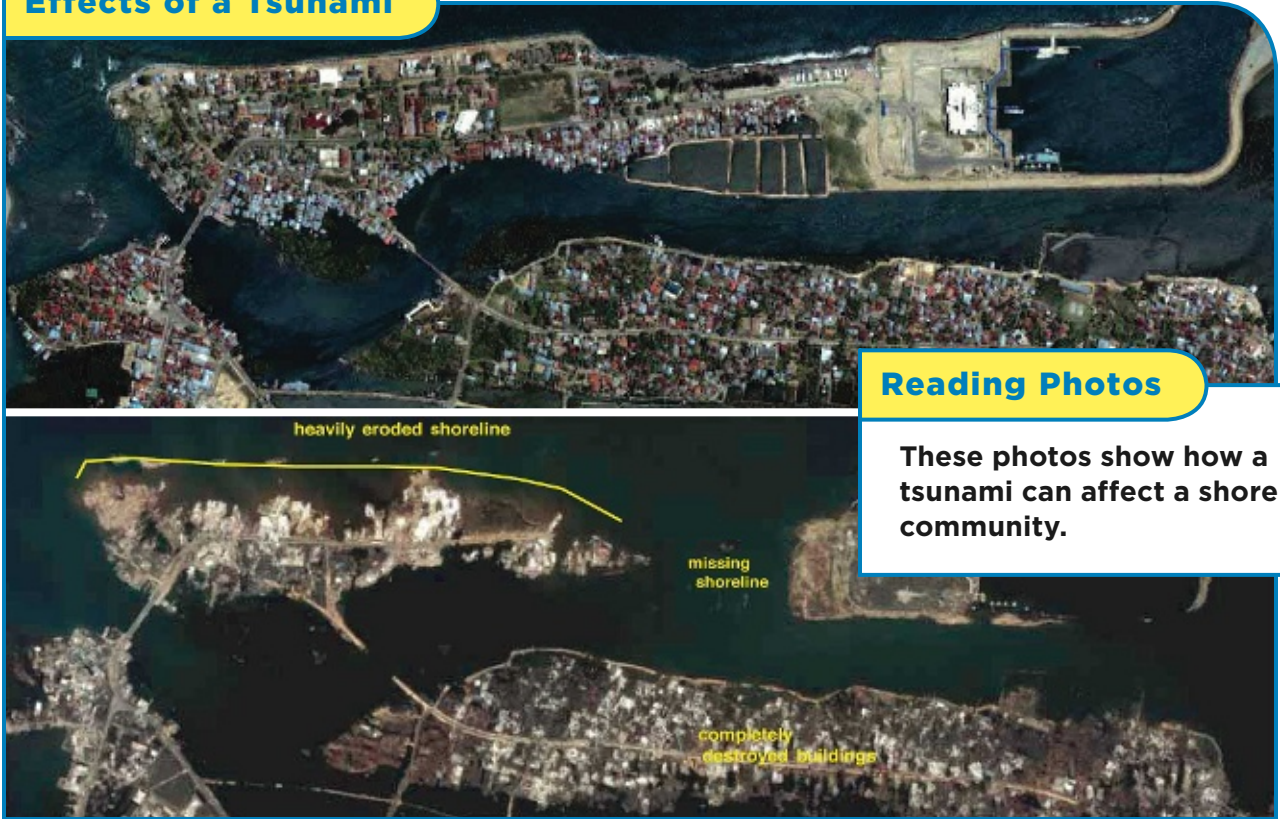 Effects of a Tsunami
Reading Photos
These photos show how a
tsunami can affect a shore
community.
heavily eroded shoreline
missing
shoreline
completely
destroyed buildings